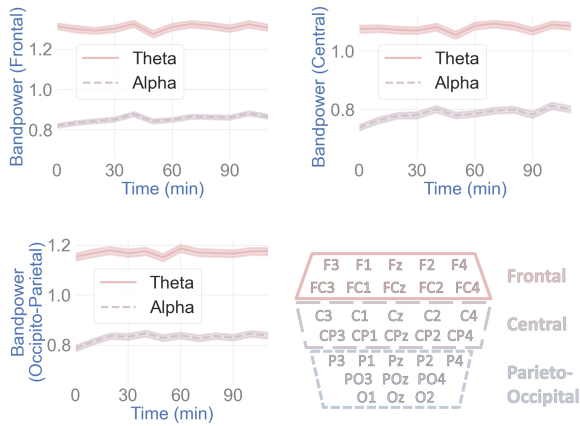 Bandpower (Frontal)
1.2
1.0
0.8
Theta
Alpha
0 30 60 90
Time (min)
Bandpower (Central)
1.0
0.8
Theta
Alpha
0 30 60 90
Time (min)
Bandpower
(Occipito-Parietal)
1.2
1.0
0.8
Theta
Alpha
0 30 60 90
Time (min)
F3 F1 Fz F2 F4
FC3 FC1 FCz FC2 FC4
Frontal
C3 C1 Cz C2 C4
CP3 CP1 CPz CP2 CP4
Central
P3 P1 Pz P2 P4
PO3 POz PO4
O1 Oz O2
Parieto-
Occipital